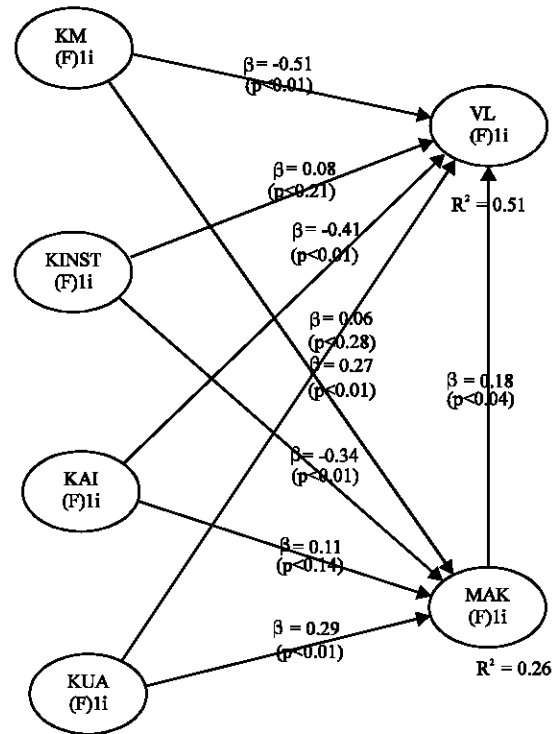 KM
(F)1i
β = -0.51
(p<0.01)
VL
(F)1i
β = 0.08
(p<0.21)
R² = 0.51
β = -0.41
(p<0.01)
KINST
(F)1i
β = 0.06
(p<0.28)
β = 0.27
(p<0.01)
β = 0.18
(p<0.04)
β = -0.34
(p<0.01)
KAI
(F)1i
β = 0.11
(p<0.14)
MAK
(F)1i
β = 0.29
(p<0.01)
R² = 0.26
KUA
(F)1i